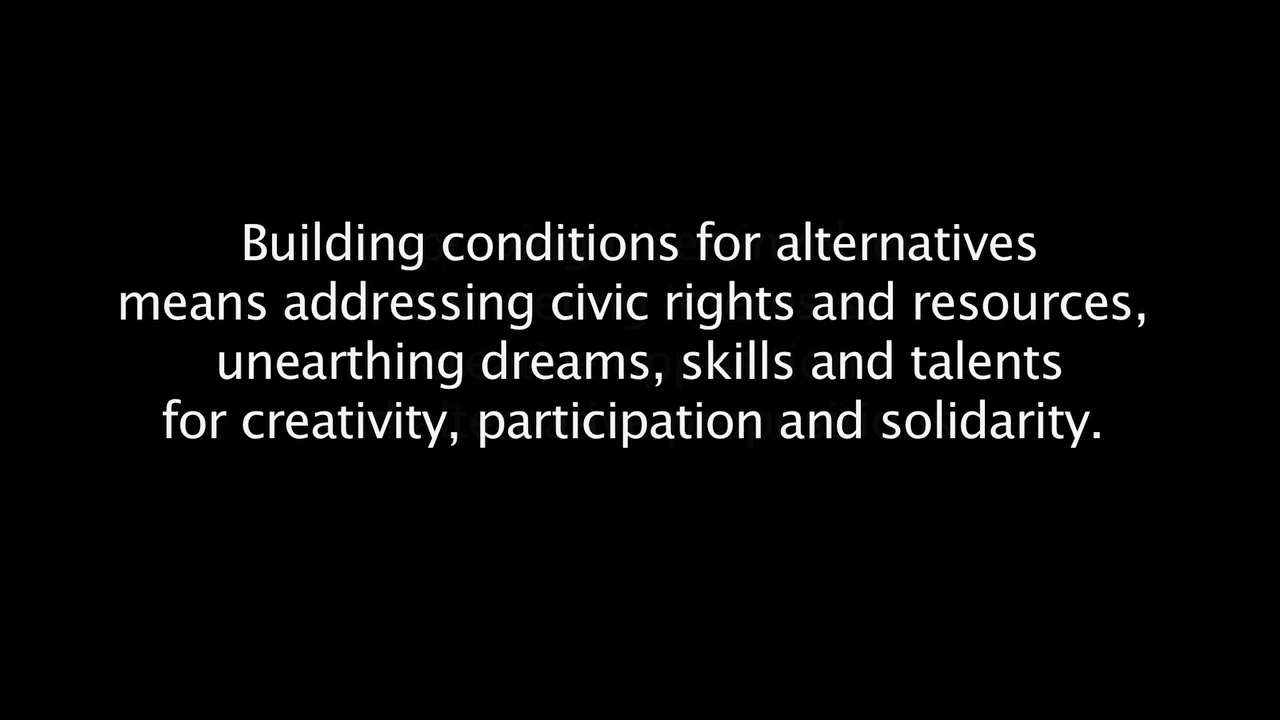 Building conditions for alternatives
means addressing civic rights and resources,
unearthing dreams, skills and talents
for creativity, participation and solidarity.